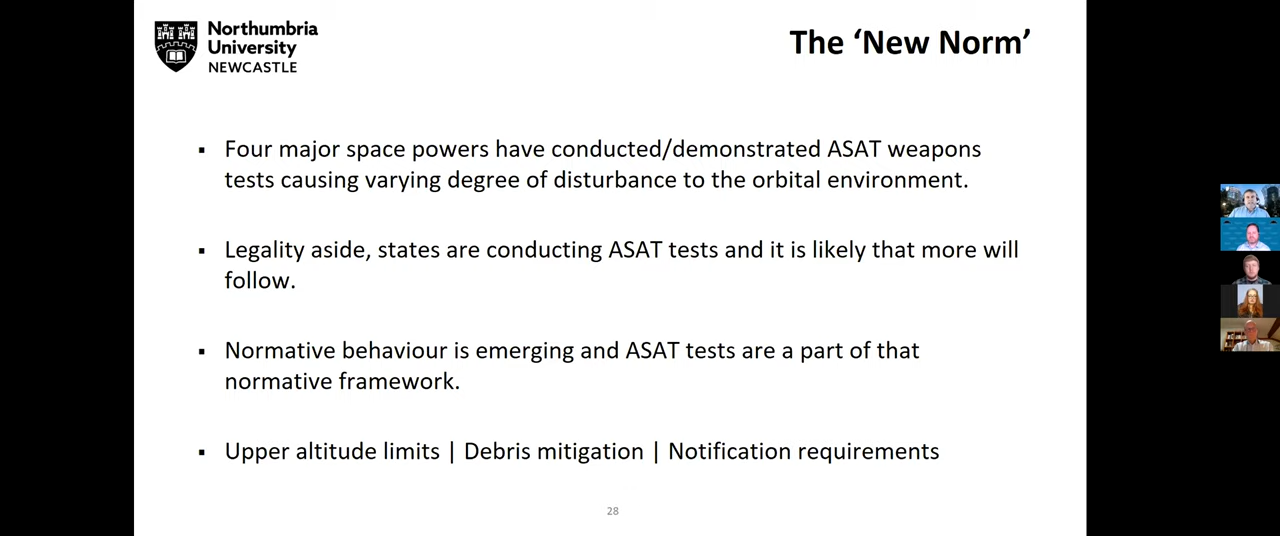 Northumbria
University
NEWCASTLE
The ‘New Norm’
▪ Four major space powers have conducted/demonstrated ASAT weapons
tests causing varying degree of disturbance to the orbital environment.
▪ Legality aside, states are conducting ASAT tests and it is likely that more will
follow.
▪ Normative behaviour is emerging and ASAT tests are a part of that
normative framework.
▪ Upper altitude limits | Debris mitigation | Notification requirements
28